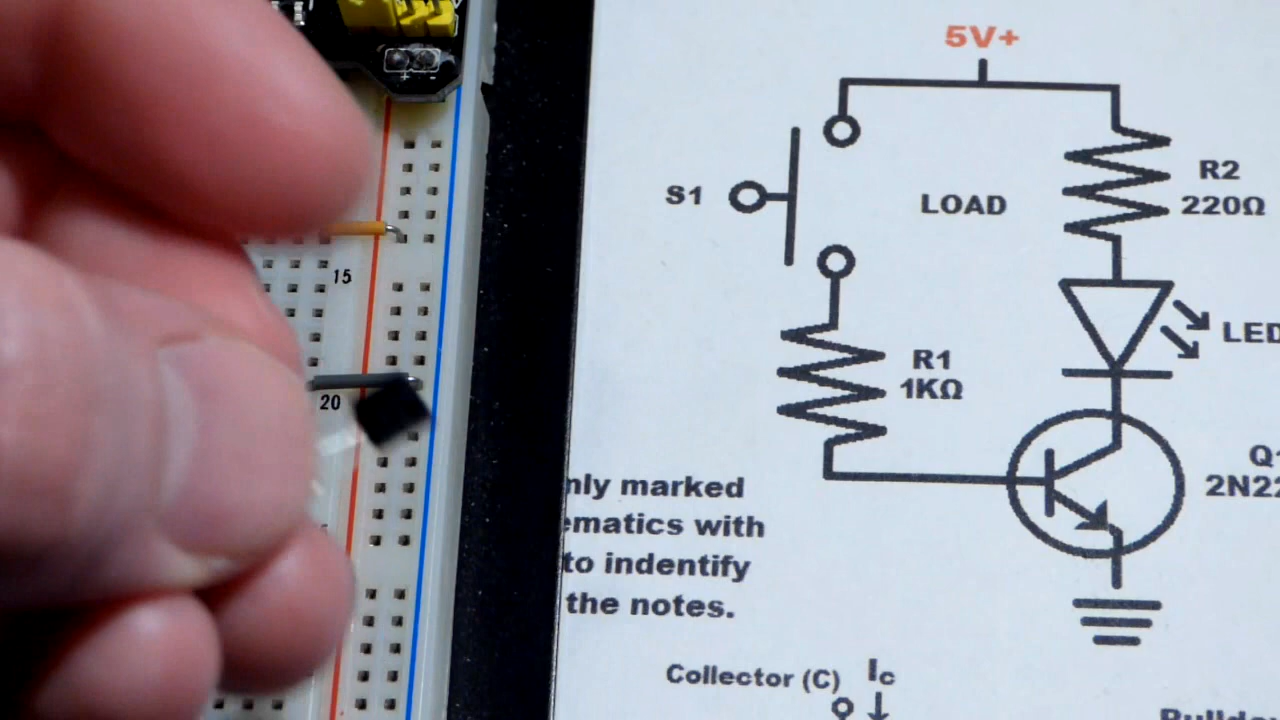 5V+
R2
S1
LOAD
220Ω
15
LED
R1
1KΩ
20
Q1
2N22
nly marked
ematics with
to indentify
the notes.
Collector (C)
Ic